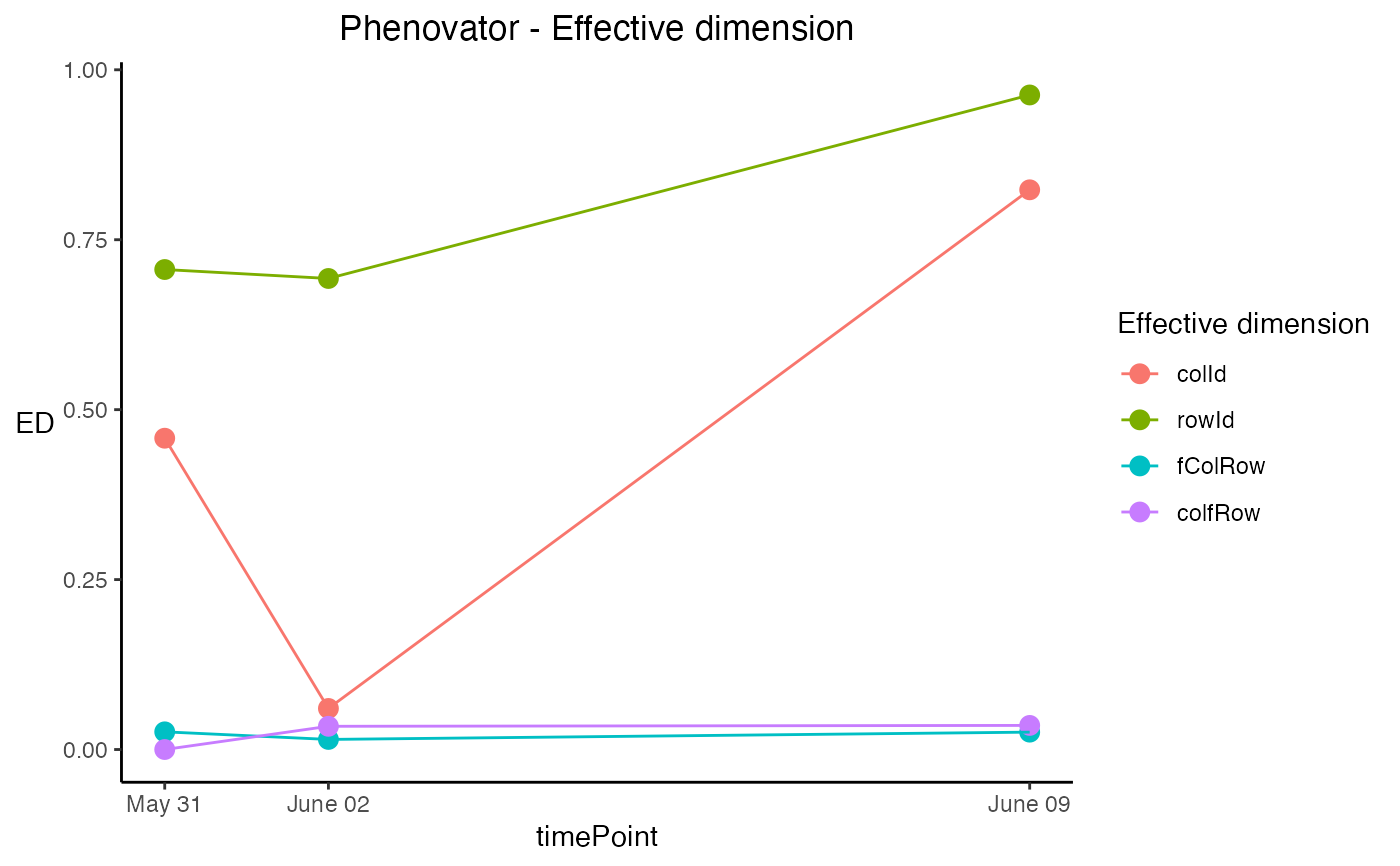 Phenovator - Effective dimension
1.00
0.75
0.50
0.25
0.00
ED
May 31
June 02
June 09
timePoint
Effective dimension
colId
rowId
fColRow
colfRow